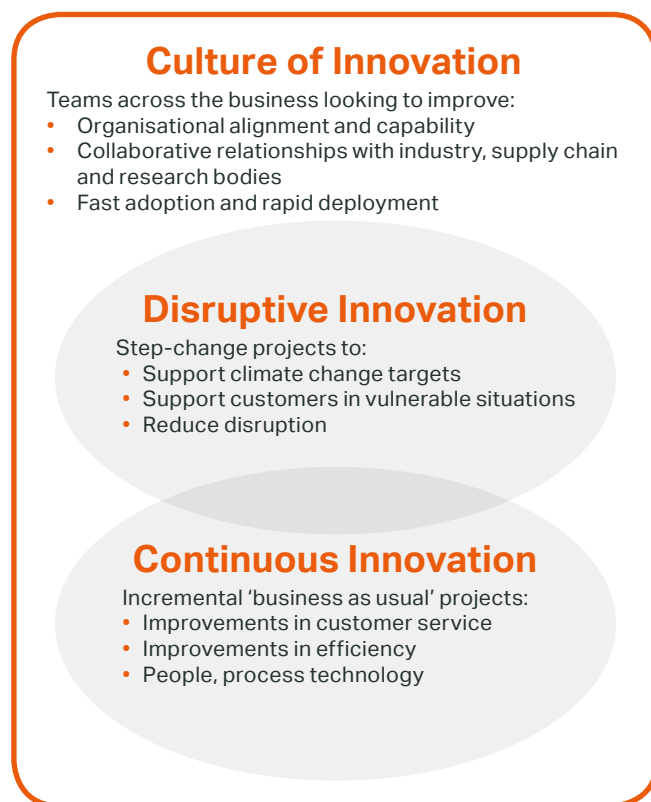 Culture of Innovation
Teams across the business looking to improve:
• Organisational alignment and capability
• Collaborative relationships with industry, supply chain
and research bodies
• Fast adoption and rapid deployment
Disruptive Innovation
Step-change projects to:
• Support climate change targets
• Support customers in vulnerable situations
• Reduce disruption
Continuous Innovation
Incremental ‘business as usual’ projects:
• Improvements in customer service
• Improvements in efficiency
• People, process technology